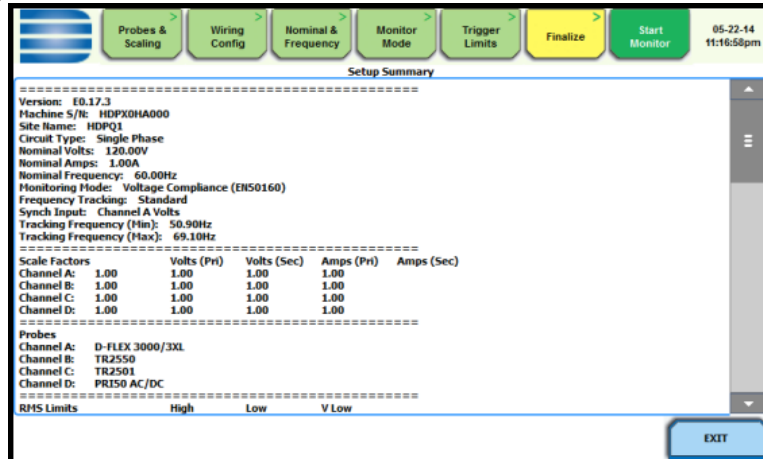 Probes & Scaling > Wiring Config > Nominal & Frequency > Monitor Mode > Trigger Limits > Finalize > Start Monitor 05-22-14 11:16:58pm
Setup Summary
==================================================
Version: E0.17.3
Machine S/N: HDPX0HA000
Site Name: HDPQ1
Circuit Type: Single Phase
Nominal Volts: 120.00V
Nominal Amps: 1.00A
Nominal Frequency: 60.00Hz
Monitoring Mode: Voltage Compliance (EN50160)
Frequency Tracking: Standard
Synch Input: Channel A Volts
Tracking Frequency (Min): 50.90Hz
Tracking Frequency (Max): 69.10Hz
==================================================
Scale Factors Volts (Pri) Volts (Sec) Amps (Pri) Amps (Sec)
Channel A: 1.00 1.00 1.00 1.00
Channel B: 1.00 1.00 1.00 1.00
Channel C: 1.00 1.00 1.00 1.00
Channel D: 1.00 1.00 1.00 1.00
==================================================
Probes
Channel A: D-FLEX 3000/3XL
Channel B: TR2550
Channel C: TR2501
Channel D: PR150 AC/DC
==================================================
RMS Limits High Low V Low
EXIT